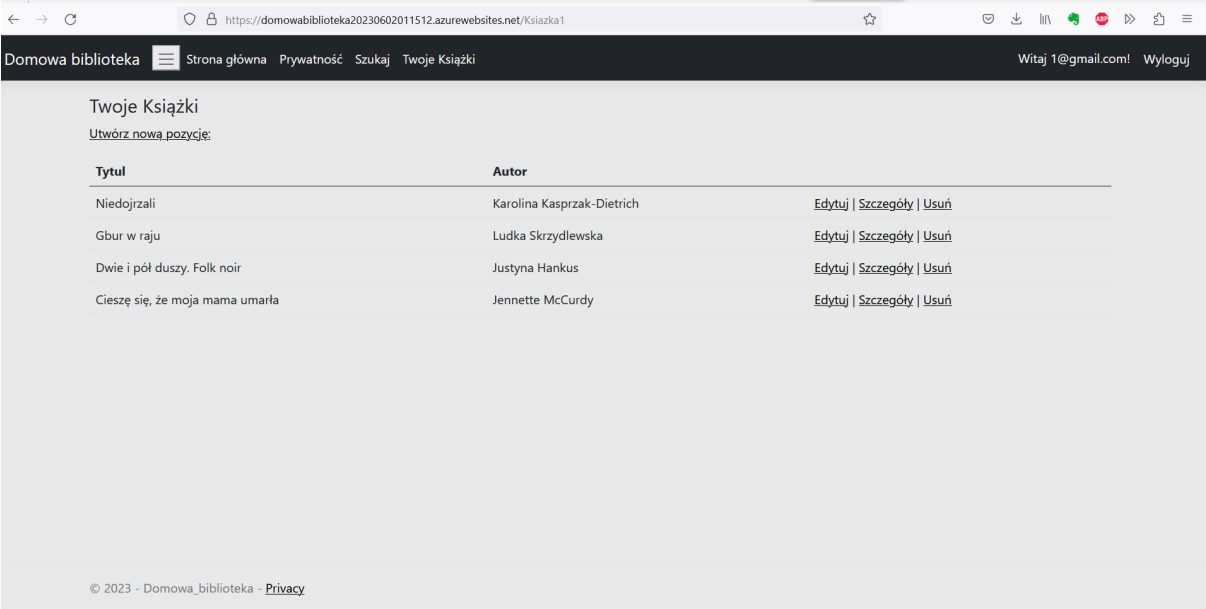 https://domowabiblioteka20230602011512.azurewebsites.net/Ksiazka1
ABP
Domowa biblioteka Strona główna Prywatność Szukaj Twoje Książki Witaj 1@gmail.com! Wyloguj
Twoje Książki
Utwórz nową pozycję:
Tytul Autor
Niedojrzali Karolina Kasprzak-Dietrich Edytuj | Szczegóły | Usuń
Gbur w raju Ludka Skrzydlewska Edytuj | Szczegóły | Usuń
Dwie i pół duszy. Folk noir Justyna Hankus Edytuj | Szczegóły | Usuń
Cieszę się, że moja mama umarła Jennette McCurdy Edytuj | Szczegóły | Usuń
© 2023 - Domowa_biblioteka - Privacy